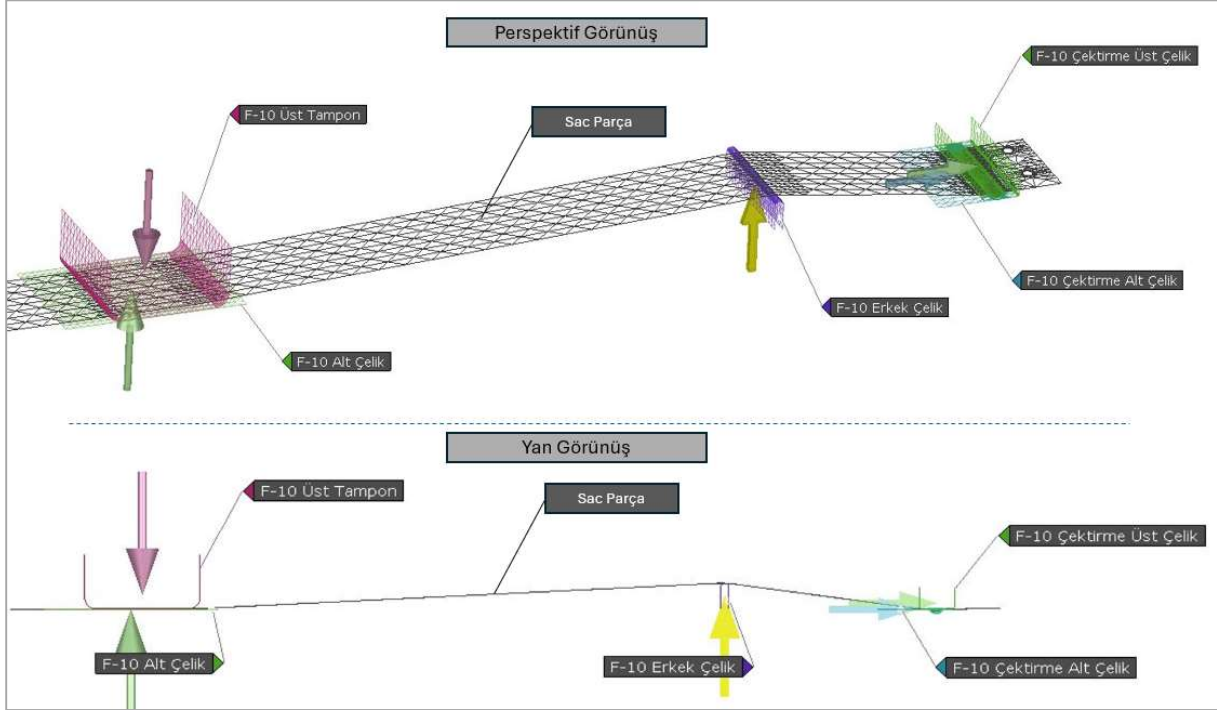 Perspektif Görünüş
F-10 Çektirme Üst Çelik
F-10 Üst Tampon
Sac Parça
F-10 Çektirme Alt Çelik
F-10 Erkek Çelik
F-10 Alt Çelik
Yan Görünüş
F-10 Üst Tampon
Sac Parça
F-10 Çektirme Üst Çelik
F-10 Alt Çelik
F-10 Erkek Çelik
F-10 Çektirme Alt Çelik